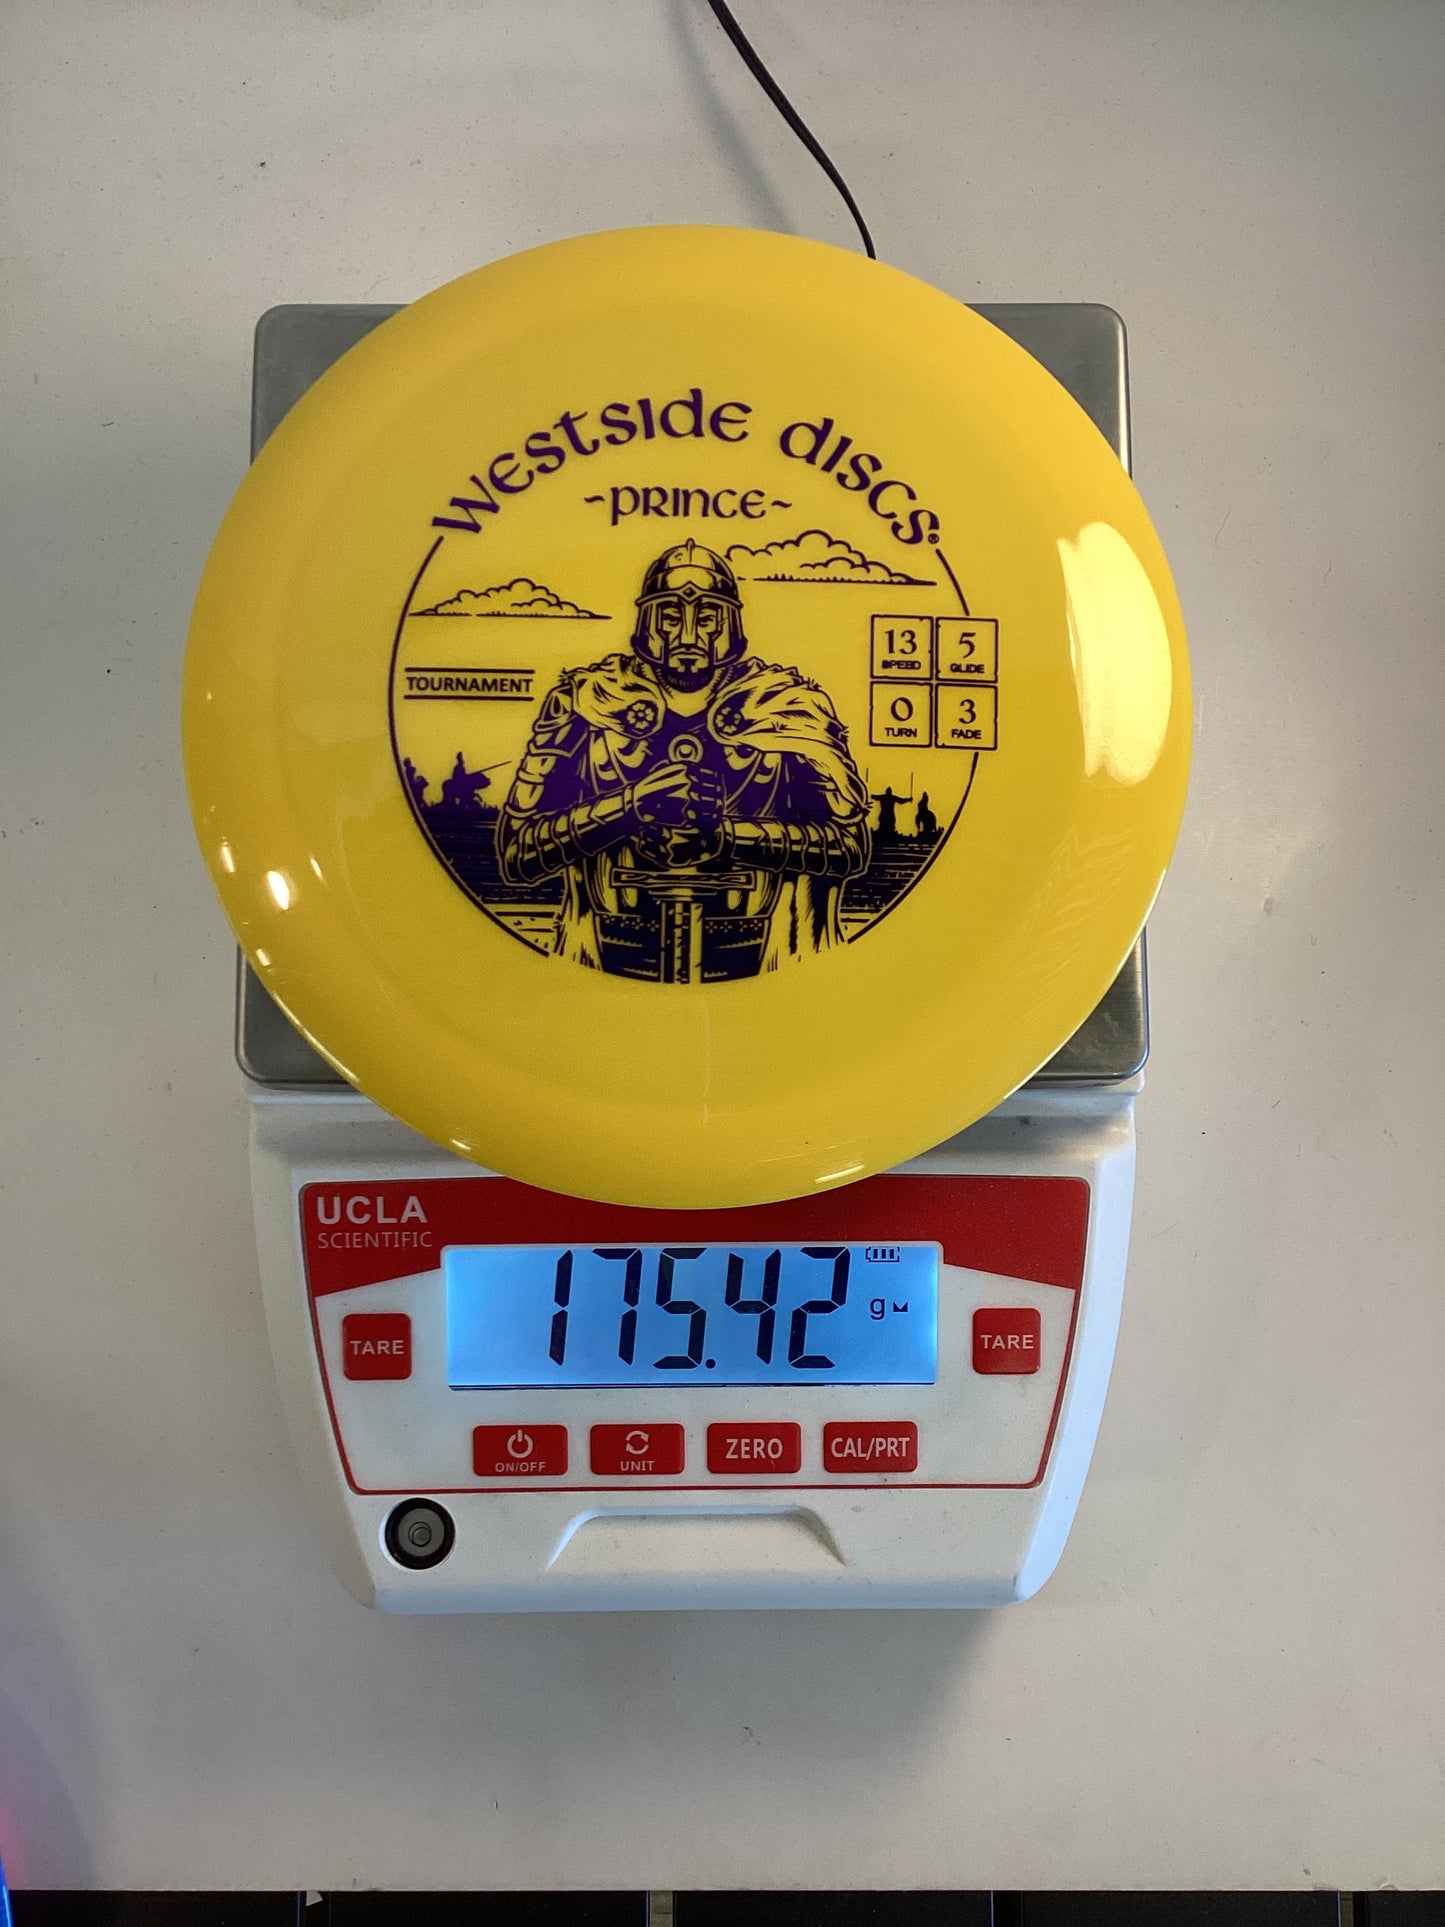 westside discs®
~PRINCE~
TOURNAMENT
13 SPEED
5 GLIDE
0 TURN
3 FADE
UCLA
SCIENTIFIC
175.42 g
TARE
TARE
ON/OFF
UNIT
ZERO
CAL/PRT